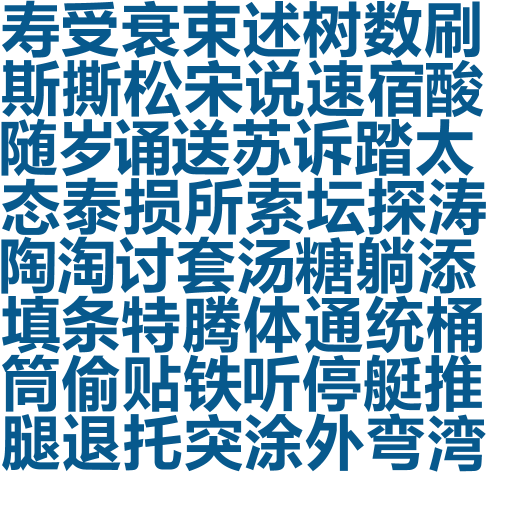 寿受衰束述树数刷
斯撕松宋说速宿酸
随岁诵送苏诉踏太
态泰损所索坛探涛
陶淘讨套汤糖躺添
填条特腾体通统桶
筒偷贴铁听停艇推
腿退托突涂外弯湾